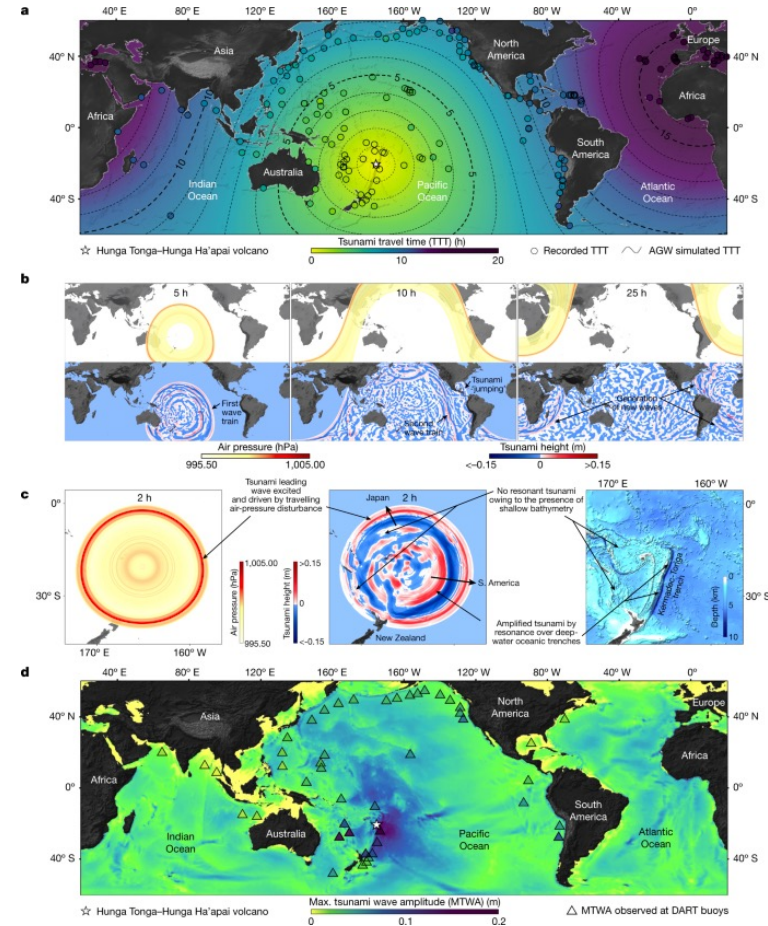 a
40° E 80° E 120° E 160° E 160° W 120° W 80° W 40° W 0°
40° N
0°
40° S
Asia
North
America
Europe
Africa
Africa
Australia
South
America
Indian
Ocean
Pacific
Ocean
Atlantic
Ocean
5
5
5
10
10
15
Hunga Tonga–Hunga Ha'apai volcano
Tsunami travel time (TTT) (h)
0 10 20
Recorded TTT
AGW simulated TTT
b
5 h
10 h
25 h
First
wave
train
Second
wave train
Tsunami
'jumping'
Generation
of new waves
Air pressure (hPa)
995.50 1,005.00
Tsunami height (m)
<–0.15 0 >0.15
c
Tsunami leading
wave excited
and driven by travelling
air-pressure disturbance
No resonant tsunami
owing to the presence of
shallow bathymetry
Amplified tsunami by
resonance over deep-
water oceanic trenches
2 h
0°
30° S
170° E 160° W
Air pressure (hPa)
1,005.00
995.50
Tsunami height (m)
>0.15
0
<–0.15
Japan
2 h
S. America
New Zealand
170° E 160° W
0°
30° S
Kermadec-Tonga
trench
Depth (km)
0
5
10
d
40° E 80° E 120° E 160° E 160° W 120° W 80° W 40° W 0°
40° N
0°
40° S
Asia
North
America
Europe
Africa
Africa
Australia
South
America
Indian
Ocean
Pacific
Ocean
Atlantic
Ocean
Hunga Tonga–Hunga Ha'apai volcano
Max. tsunami wave amplitude (MTWA) (m)
0 0.1 0.2
MTWA observed at DART buoys